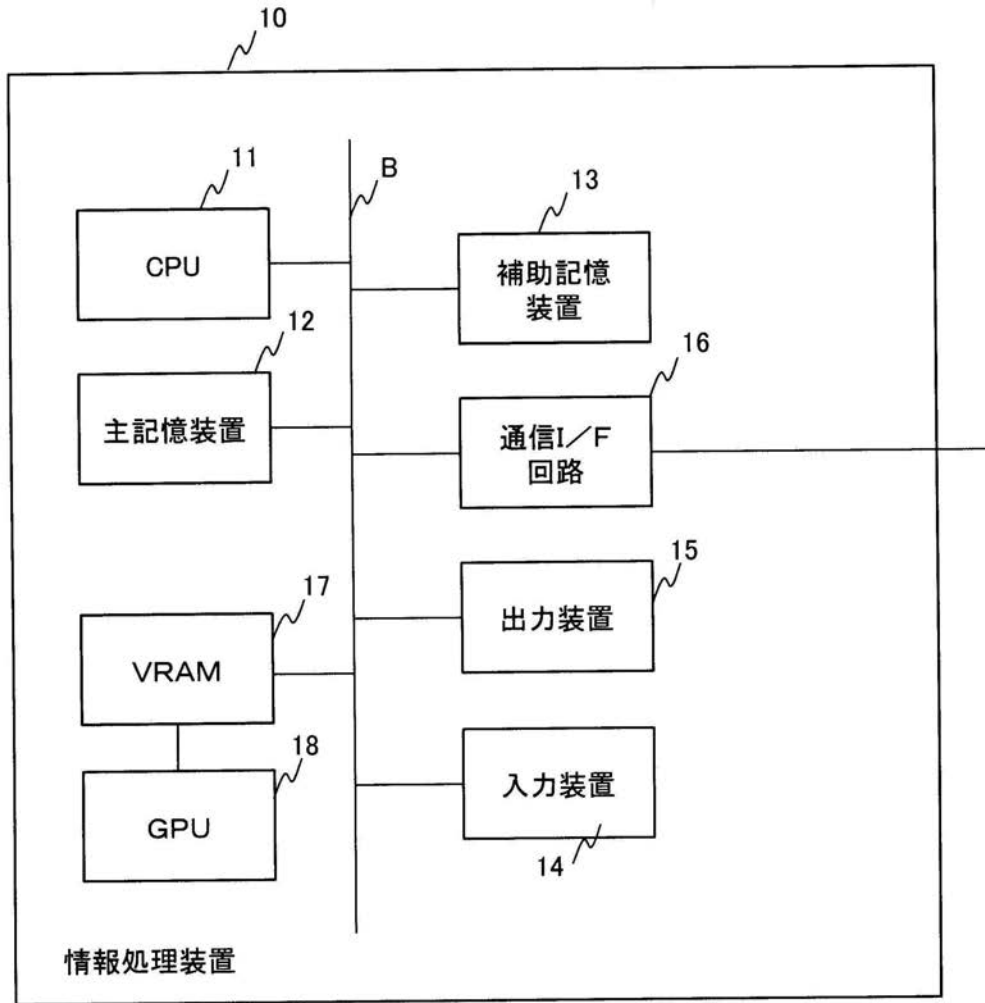 10
11
B
13
CPU
補助記憶
装置
12
16
主記憶装置
通信I／F
回路
17
15
VRAM
出力装置
18
GPU
入力装置
14
情報処理装置